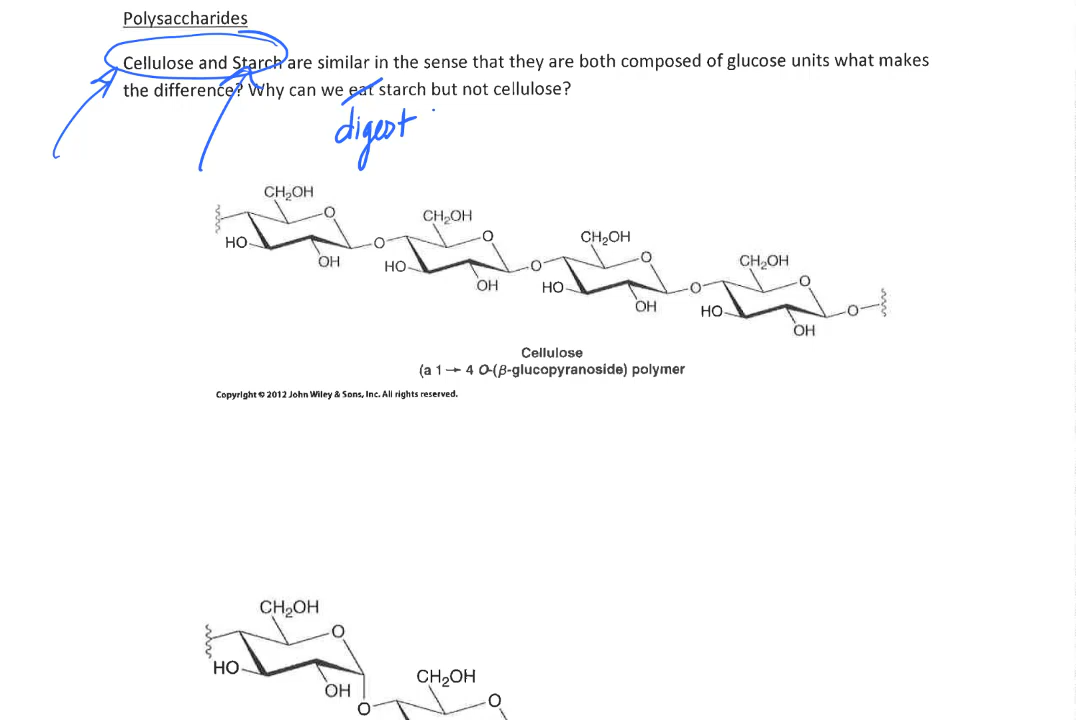 Polysaccharides
Cellulose and Starch are similar in the sense that they are both composed of glucose units what makes
the difference? Why can we eat starch but not cellulose?
digest
CH₂OH
O
HO
OH
O
CH₂OH
O
HO
OH
O
CH₂OH
O
HO
OH
O
CH₂OH
O
HO
OH
O
Cellulose
(a 1 → 4 O-(β-glucopyranoside) polymer
Copyright © 2012 John Wiley & Sons, Inc. All rights reserved.
CH₂OH
O
HO
OH
O
CH₂OH
O